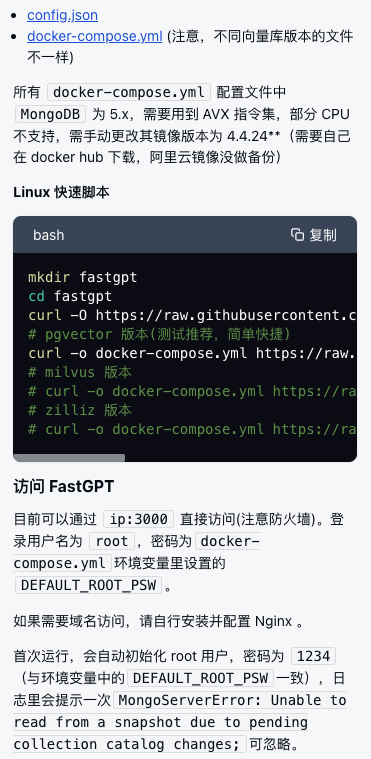 config.json
docker-compose.yml (注意，不同向量库版本的文件
不一样)
所有 docker-compose.yml 配置文件中
MongoDB 为 5.x，需要用到 AVX 指令集，部分 CPU
不支持，需手动更改其镜像版本为 4.4.24**（需要自己
在 docker hub 下载，阿里云镜像没做备份）
Linux 快速脚本
bash
复制
mkdir fastgpt
cd fastgpt
curl -O https://raw.githubusercontent.c
# pgvector 版本(测试推荐，简单快捷)
curl -o docker-compose.yml https://raw.
# milvus 版本
# curl -o docker-compose.yml https://ra
# zilliz 版本
# curl -o docker-compose.yml https://ra
访问 FastGPT
目前可以通过 ip:3000 直接访问(注意防火墙)。登
录用户名为 root，密码为 docker-
compose.yml 环境变量里设置的
DEFAULT_ROOT_PSW。
如果需要域名访问，请自行安装并配置 Nginx 。
首次运行，会自动初始化 root 用户，密码为 1234
（与环境变量中的 DEFAULT_ROOT_PSW 一致），日
志里会提示一次 MongoServerError: Unable to
read from a snapshot due to pending
collection catalog changes; 可忽略。